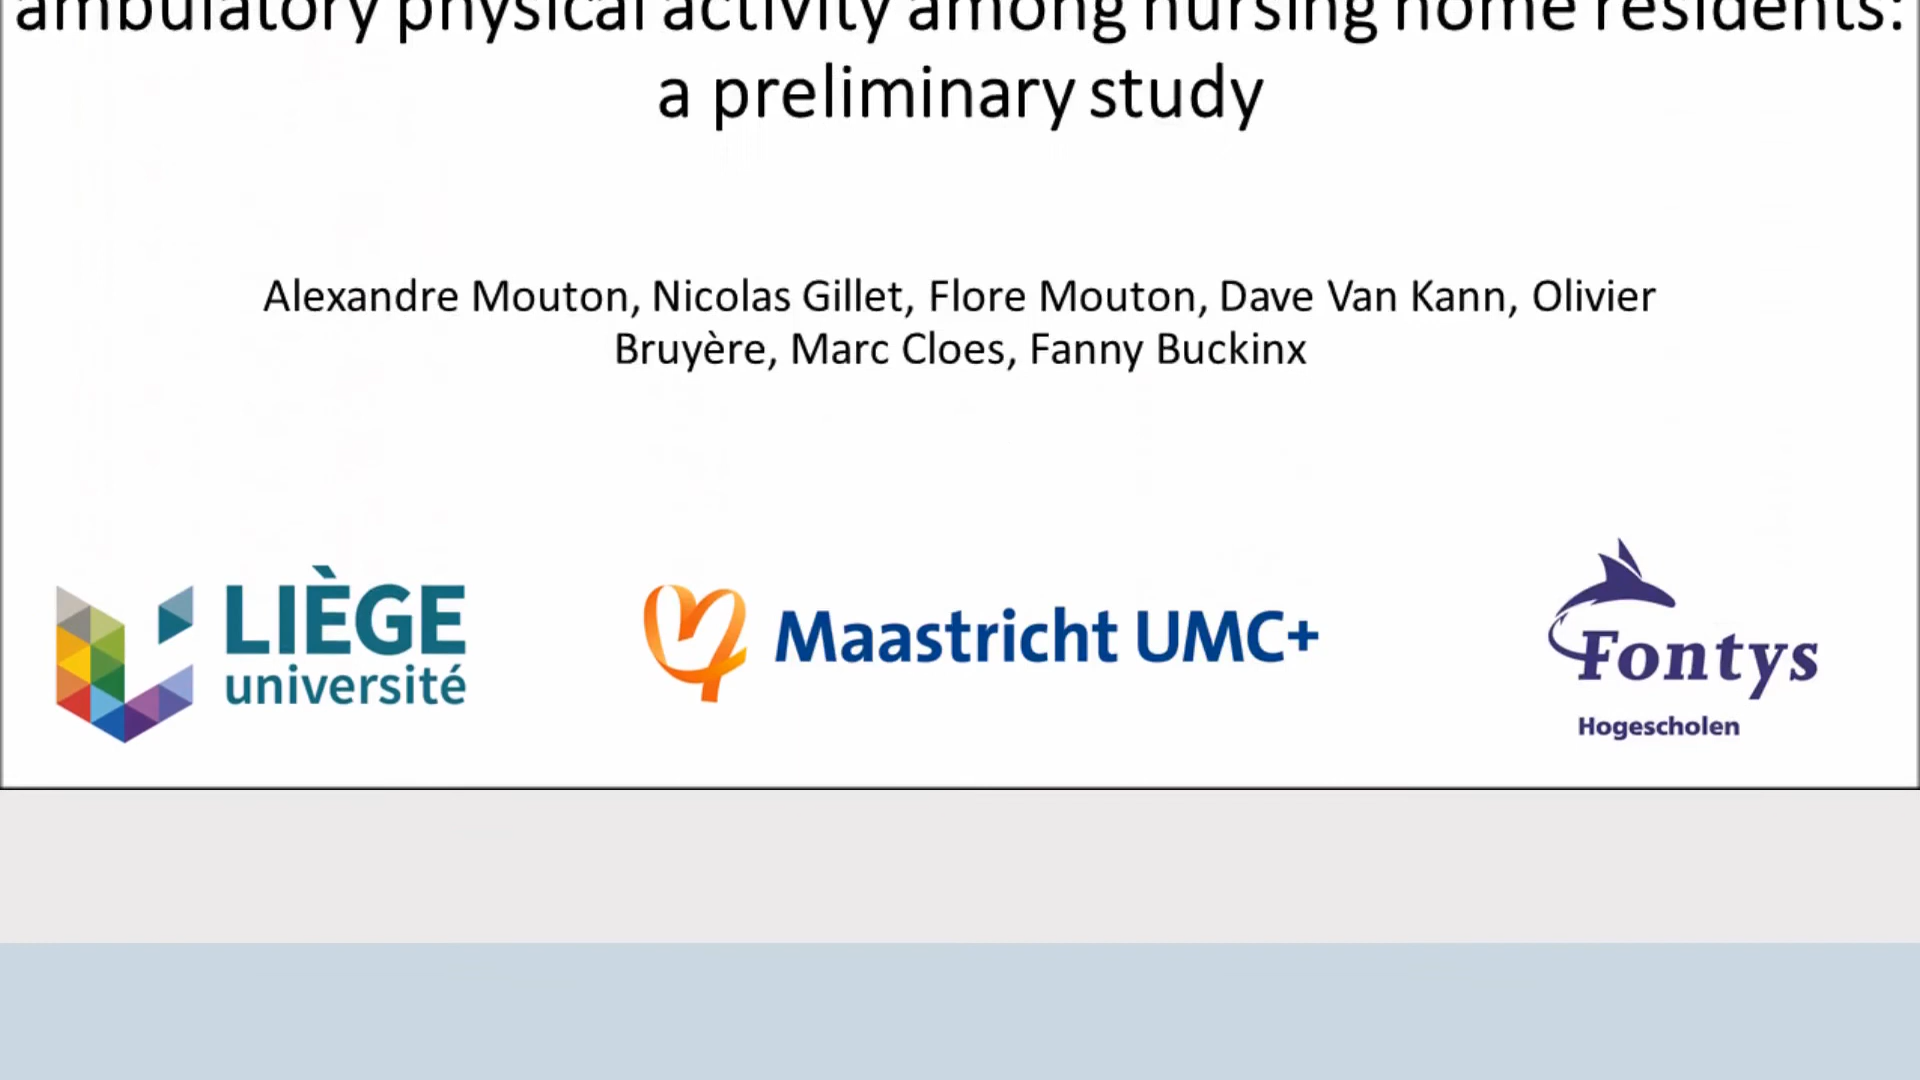 ambulatory physical activity among nursing home residents:
a preliminary study
Alexandre Mouton, Nicolas Gillet, Flore Mouton, Dave Van Kann, Olivier
Bruyère, Marc Cloes, Fanny Buckinx
LIÈGE
université
Maastricht UMC+
Fontys
Hogescholen